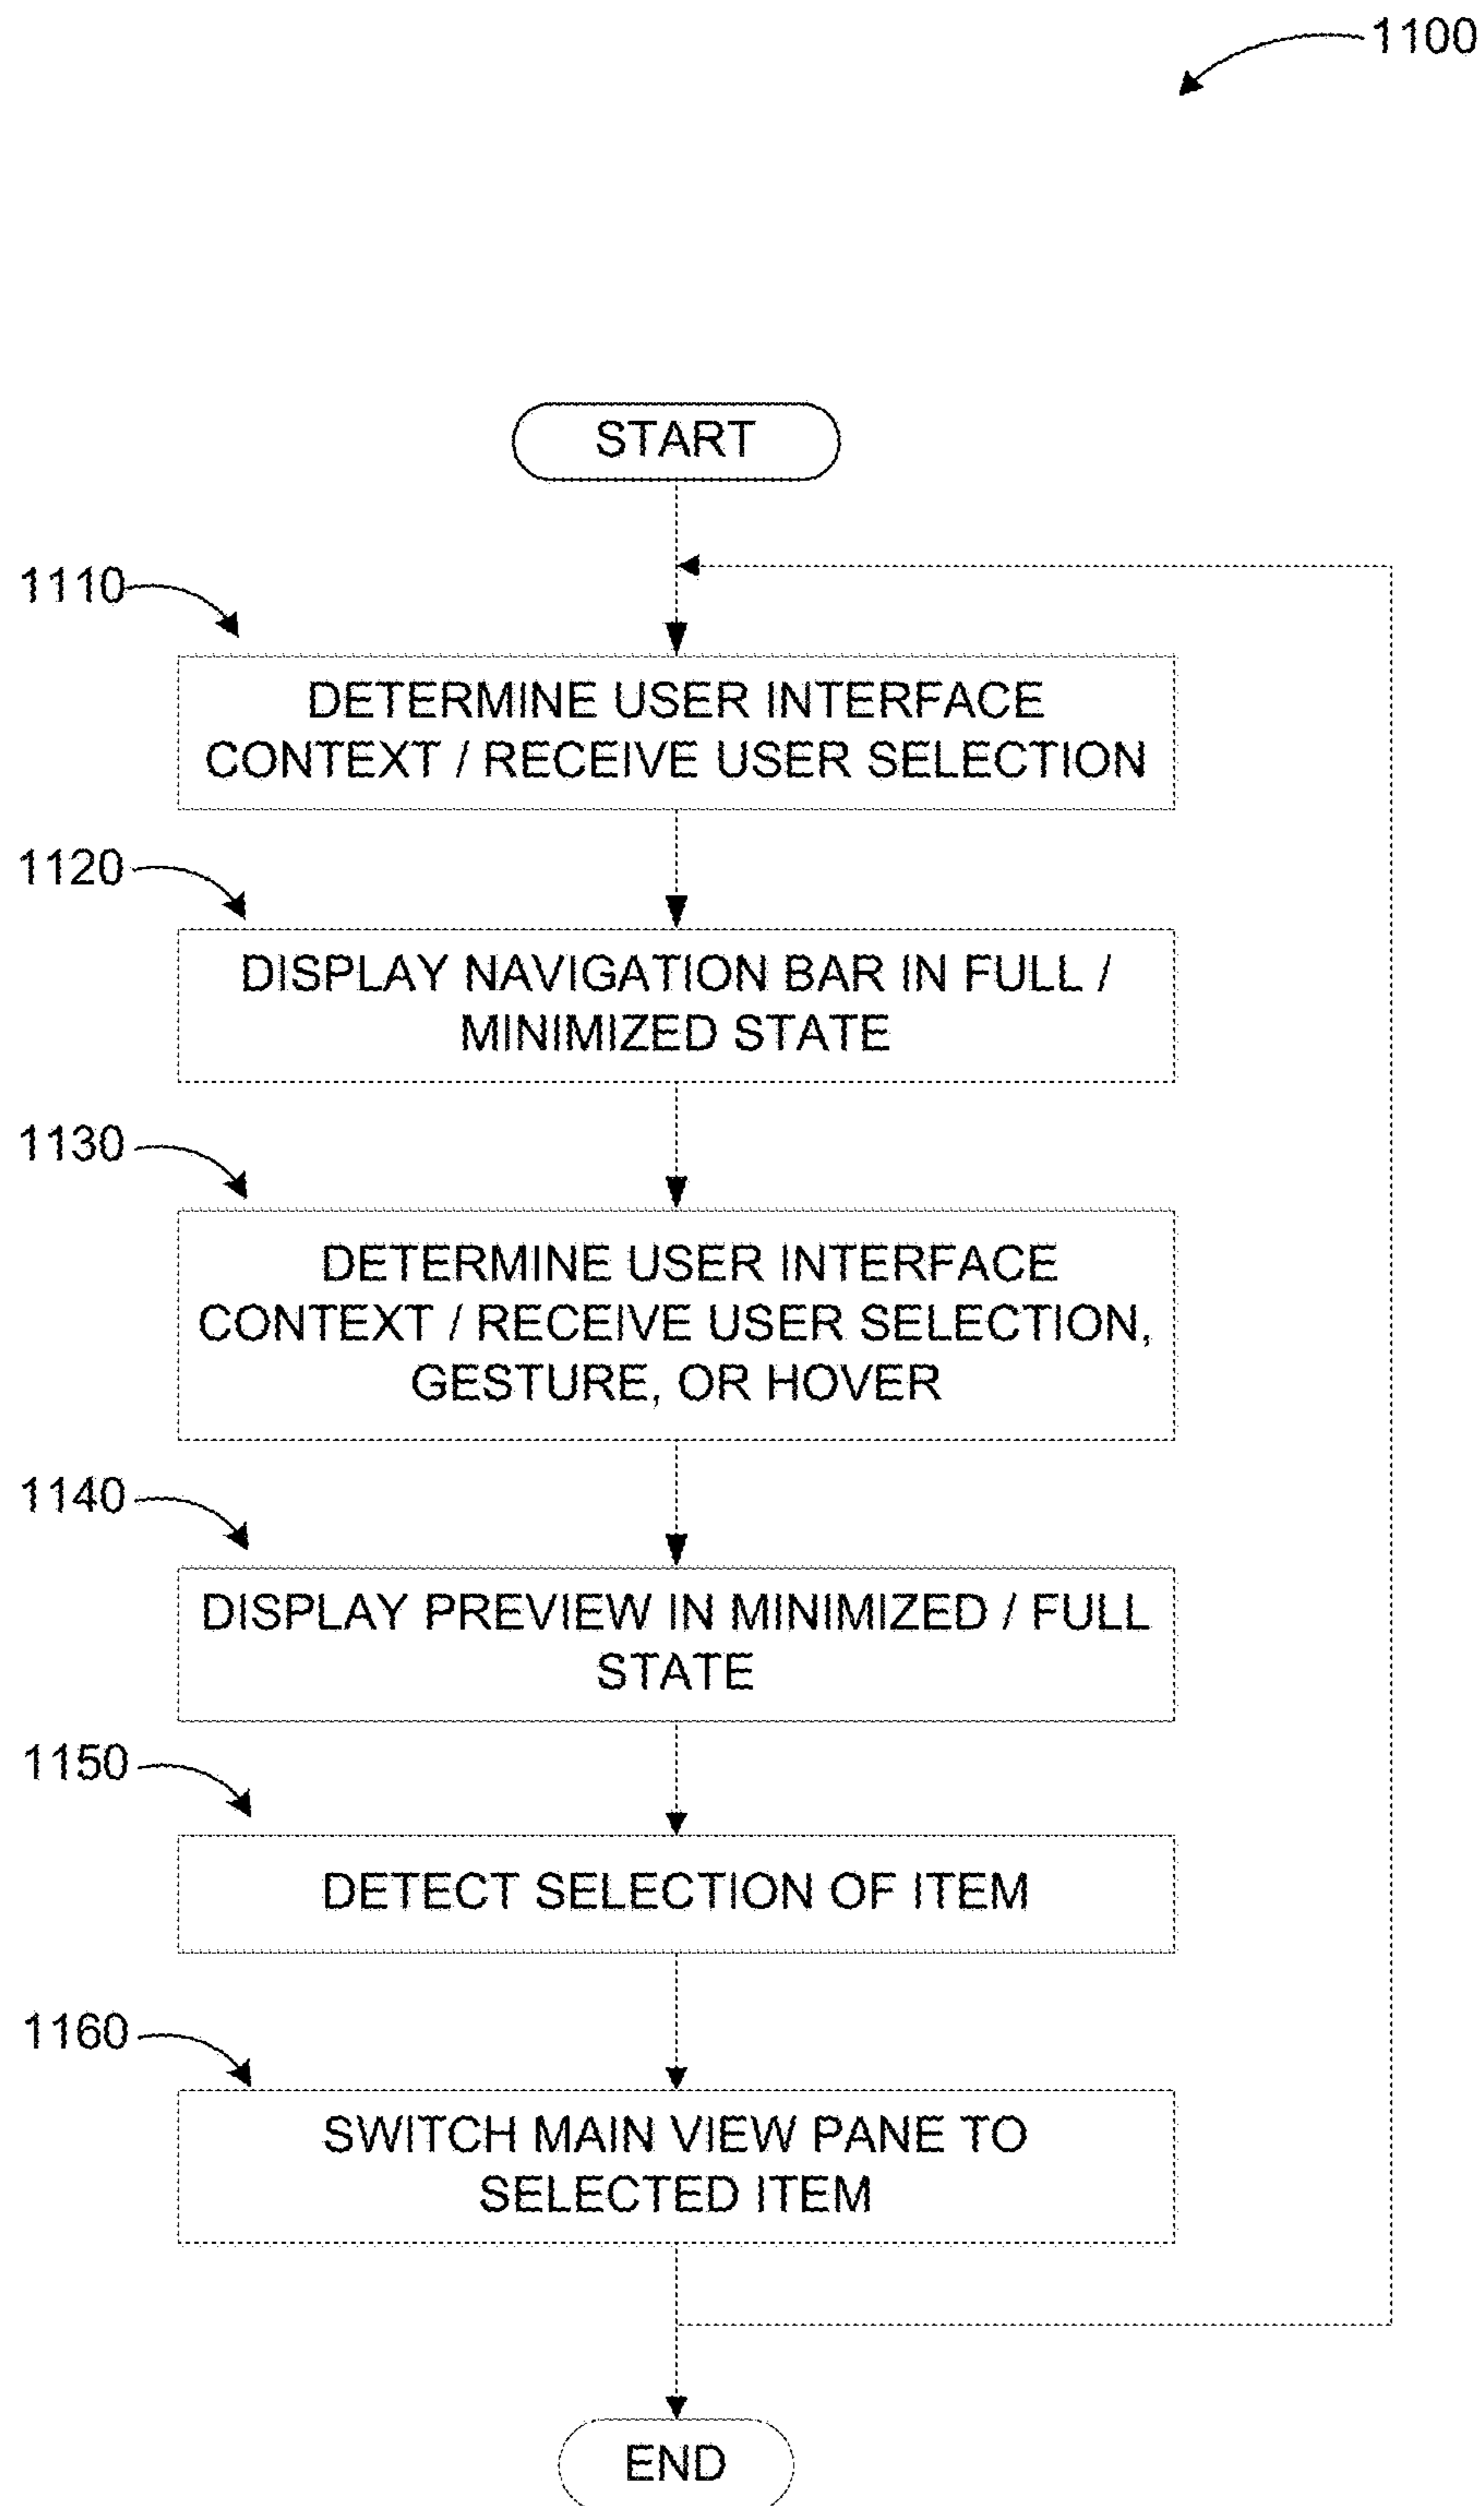 1100
START
1110
DETERMINE USER INTERFACE
CONTEXT / RECEIVE USER SELECTION
1120
DISPLAY NAVIGATION BAR IN FULL /
MINIMIZED STATE
1130
DETERMINE USER INTERFACE
CONTEXT / RECEIVE USER SELECTION,
GESTURE, OR HOVER
1140
DISPLAY PREVIEW IN MINIMIZED / FULL
STATE
1150
DETECT SELECTION OF ITEM
1160
SWITCH MAIN VIEW PANE TO
SELECTED ITEM
END